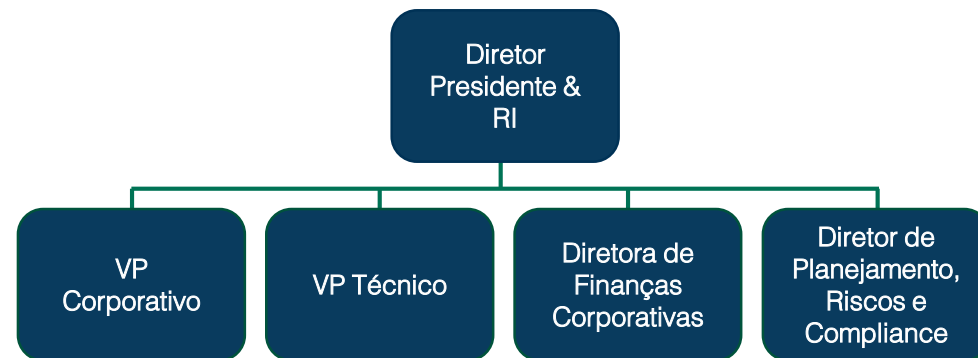 Diretor
Presidente &
RI
VP
Corporativo
VP Técnico
Diretora de
Finanças
Corporativas
Diretor de
Planejamento,
Riscos e
Compliance